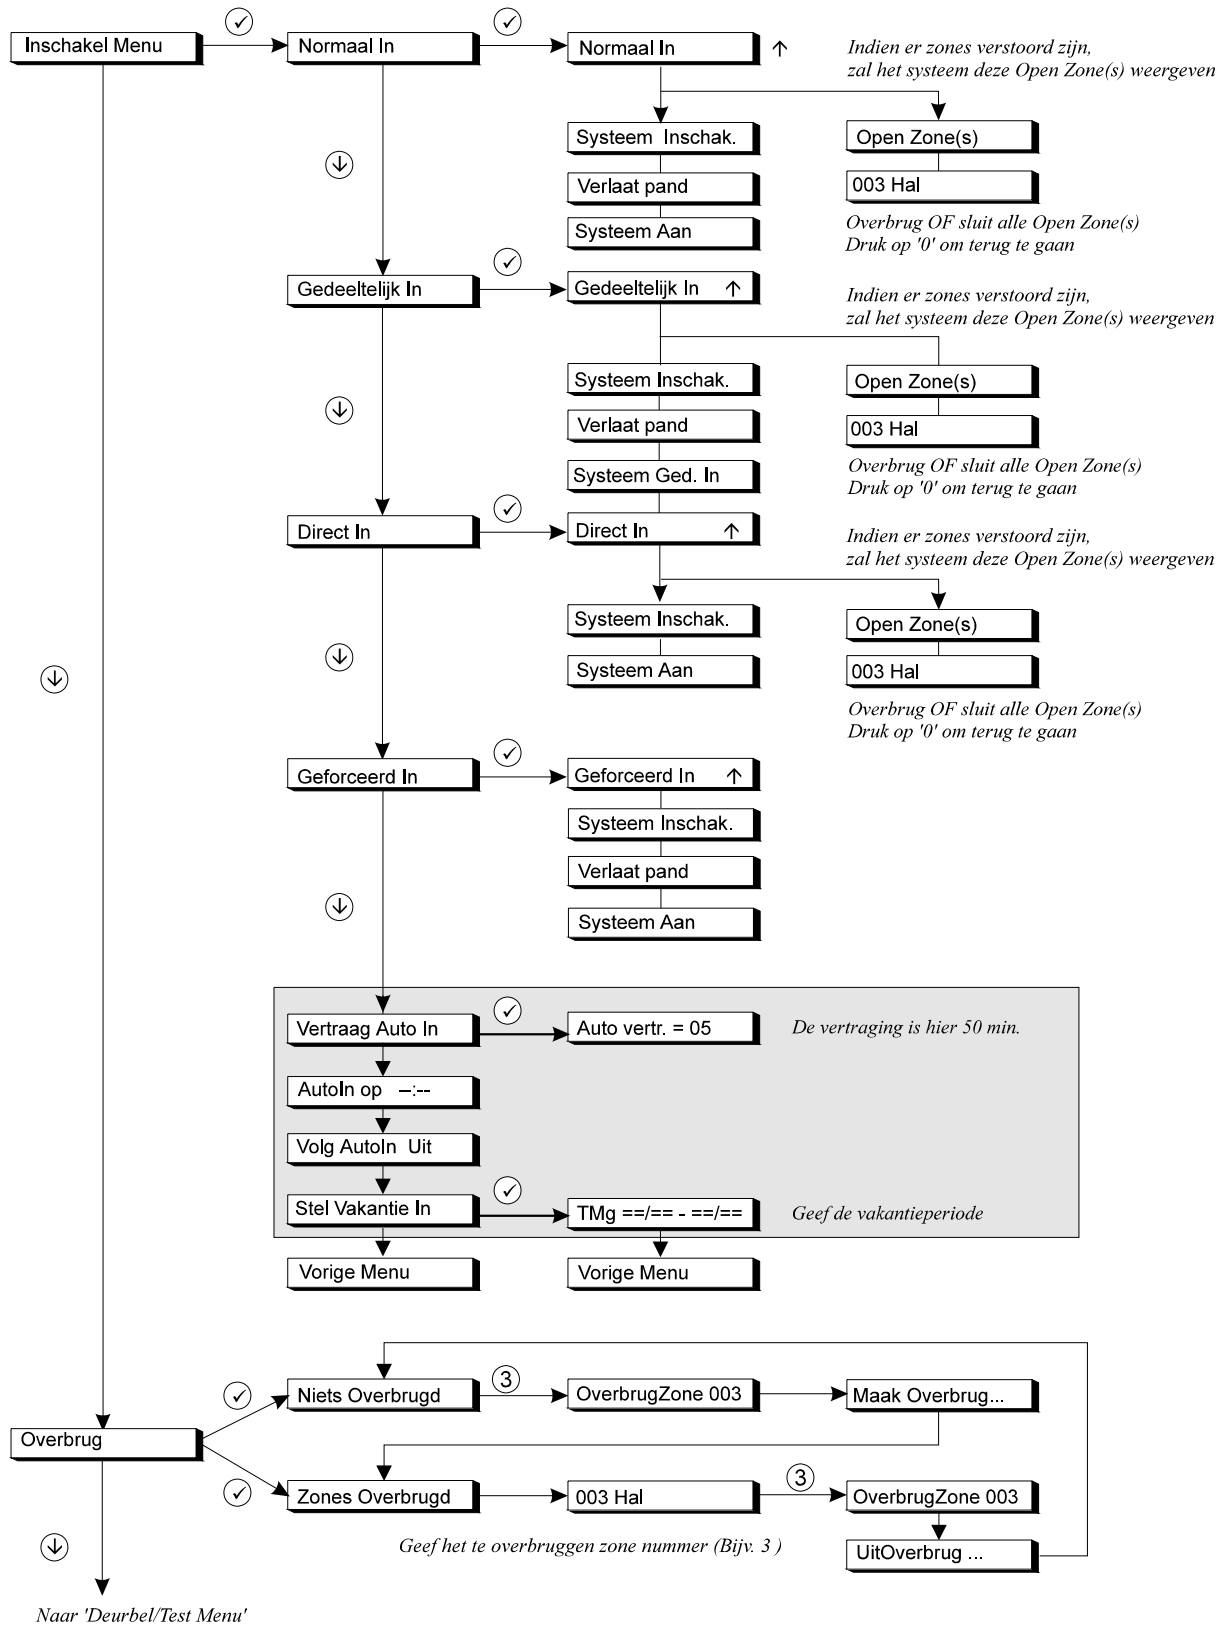 Inschakel Menu
Normaal In
Normaal In
Indien er zones verstoord zijn,
zal het systeem deze Open Zone(s) weergeven
Systeem Inschak.
Open Zone(s)
Verlaat pand
003 Hal
Systeem Aan
Overbrug OF sluit alle Open Zone(s)
Druk op '0' om terug te gaan
Gedeeltelijk In
Gedeeltelijk In
Indien er zones verstoord zijn,
zal het systeem deze Open Zone(s) weergeven
Systeem Inschak.
Open Zone(s)
Verlaat pand
003 Hal
Systeem Ged. In
Overbrug OF sluit alle Open Zone(s)
Druk op '0' om terug te gaan
Direct In
Direct In
Indien er zones verstoord zijn,
zal het systeem deze Open Zone(s) weergeven
Systeem Inschak.
Open Zone(s)
Systeem Aan
003 Hal
Overbrug OF sluit alle Open Zone(s)
Druk op '0' om terug te gaan
Geforceerd In
Geforceerd In
Systeem Inschak.
Verlaat pand
Systeem Aan
Vertraag Auto In
Auto vertr. = 05
De vertraging is hier 50 min.
AutoIn op –:--
Volg AutoIn Uit
Stel Vakantie In
TMg ==/== - ==/==
Geef de vakantieperiode
Vorige Menu
Vorige Menu
Niets Overbrugd
3
OverbrugZone 003
Maak Overbrug...
Overbrug
Zones Overbrugd
003 Hal
3
OverbrugZone 003
Geef het te overbruggen zone nummer (Bijv. 3 )
UitOverbrug ...
Naar 'Deurbel/Test Menu'